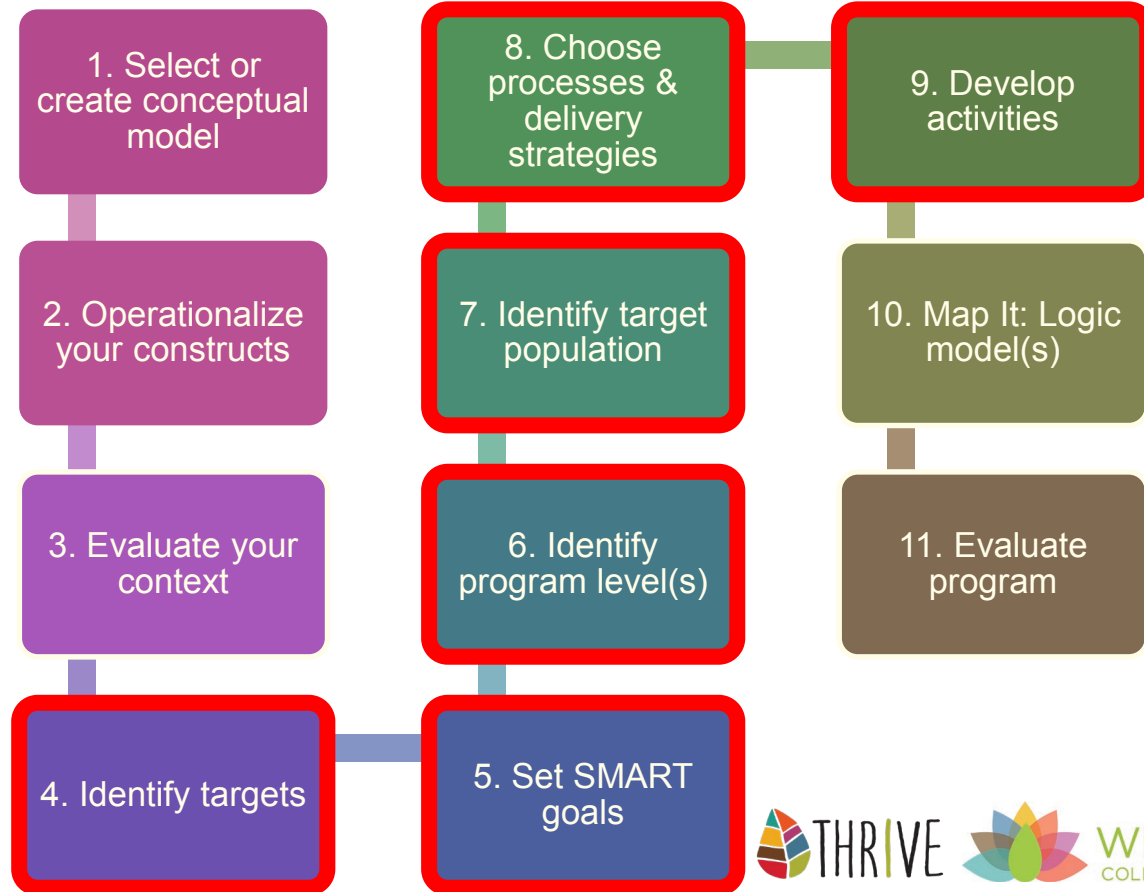 1. Select or
create conceptual
model
2. Operationalize
your constructs
3. Evaluate your
context
4. Identify targets
5. Set SMART
goals
6. Identify
program level(s)
7. Identify target
population
8. Choose
processes &
delivery
strategies
9. Develop
activities
10. Map It: Logic
model(s)
11. Evaluate
program
THRIVE